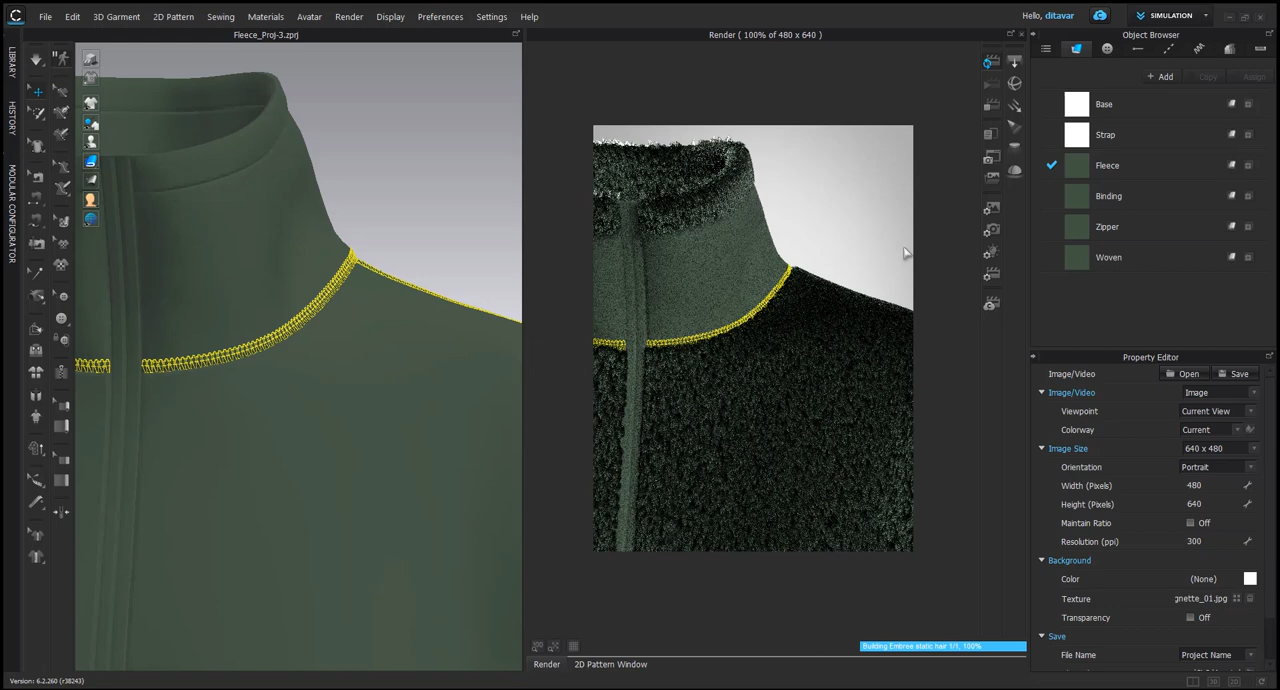 File Edit 3D Garment 2D Pattern Sewing Materials Avatar Render Display Preferences Settings Help
Hello, ditavar
SIMULATION
LIBRARY
HISTORY
MODULAR CONFIGURATOR
Fleece_Proj-3.zprj
Render ( 100% of 480 x 640 )
Building Embree static hair 1/1, 100%
Render 2D Pattern Window
Object Browser
+ Add Copy Assign
Base
Strap
Fleece
Binding
Zipper
Woven
Property Editor
Image/Video Open Save
Image/Video Image
Viewpoint Current View
Colorway Current
Image Size 640 x 480
Orientation Portrait
Width (Pixels) 480
Height (Pixels) 640
Maintain Ratio Off
Resolution (ppi) 300
Background
Color (None)
Texture gnette_01.jpg
Transparency Off
Save
File Name Project Name
Version: 6.2.260 (r38243)
3D 2D